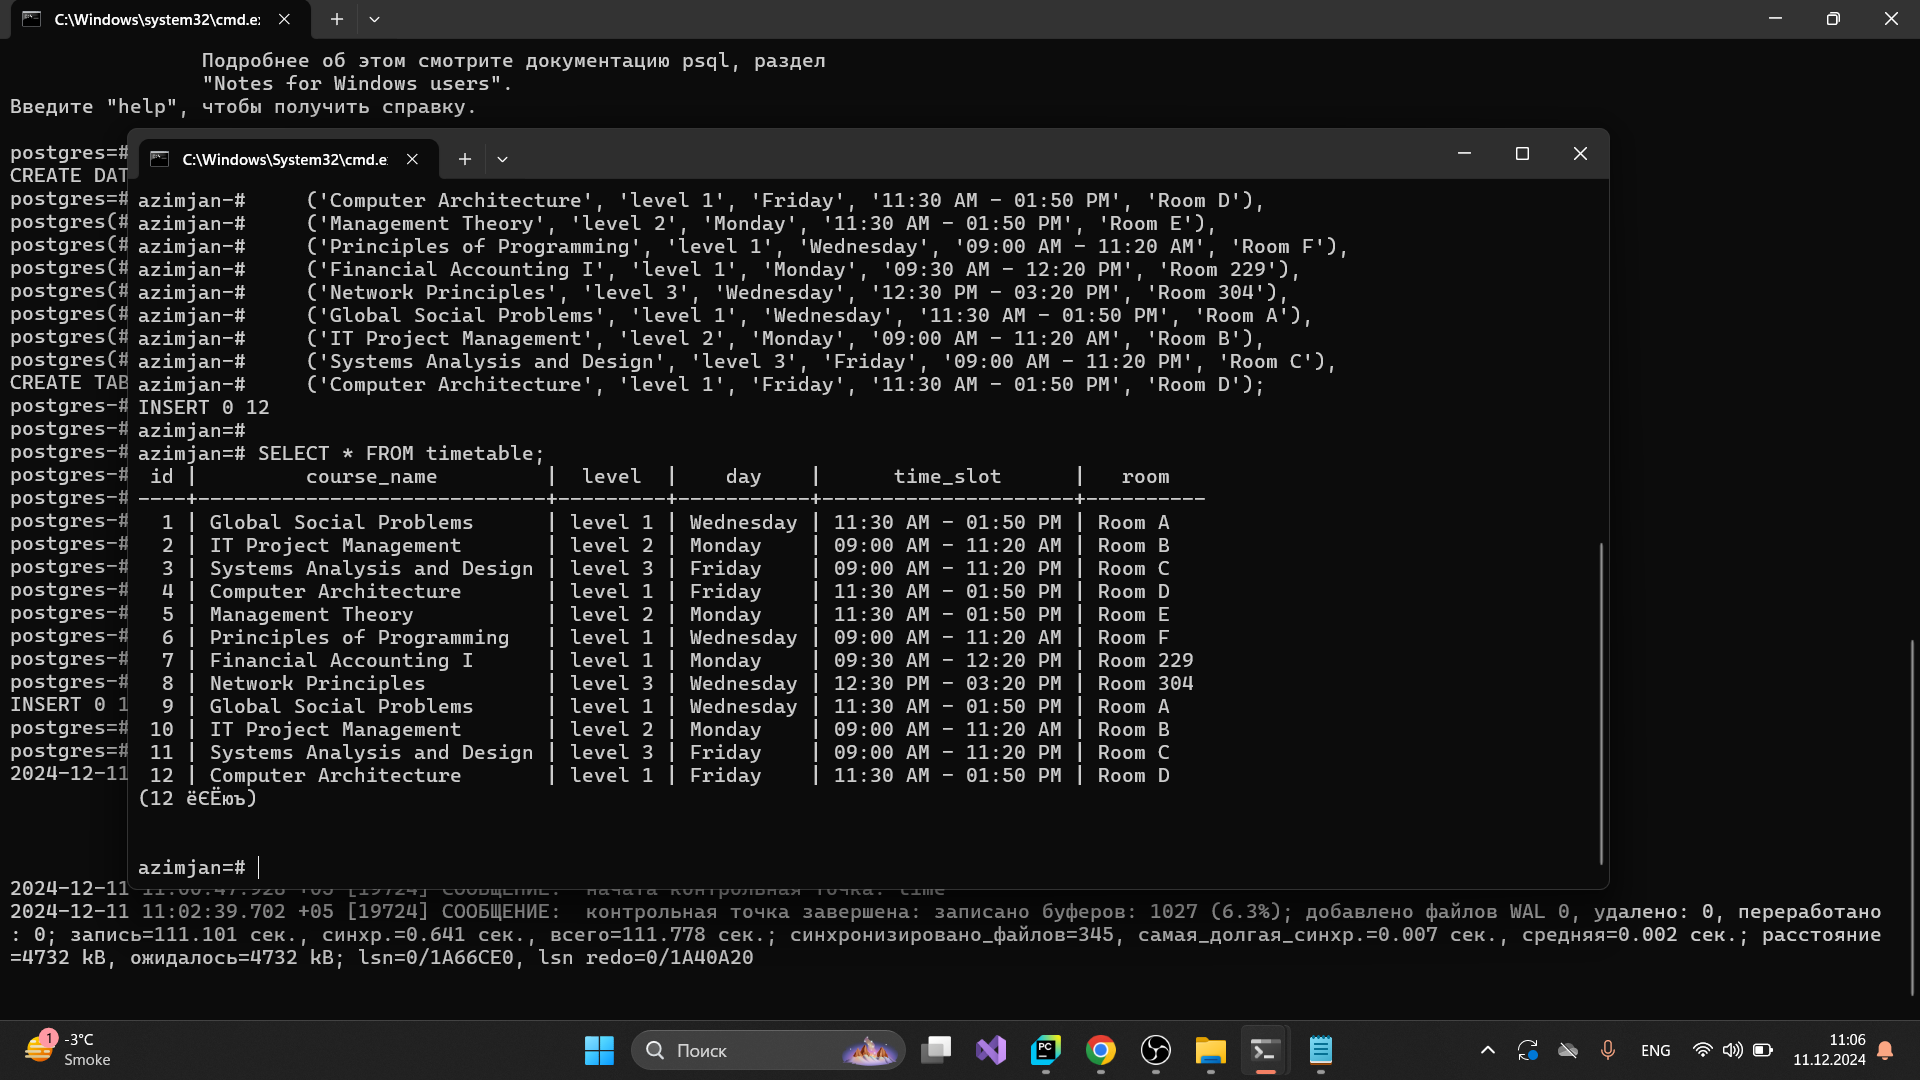 C:\Windows\system32\cmd.e:
Подробнее об этом смотрите документацию psql, раздел
"Notes for Windows users".
Введите "help", чтобы получить справку.
postgres=#
CREATE DAT
postgres=#
postgres(#
postgres(#
postgres(#
postgres(#
postgres(#
postgres(#
postgres(#
CREATE TAB
postgres-#
postgres-#
postgres-#
postgres-#
postgres-#
postgres-#
postgres-#
postgres-#
postgres-#
postgres-#
postgres-#
postgres-#
postgres-#
INSERT 0 1
postgres=#
postgres=#
2024-12-11
C:\Windows\System32\cmd.e
azimjan-#     ('Computer Architecture', 'level 1', 'Friday', '11:30 AM - 01:50 PM', 'Room D'),
azimjan-#     ('Management Theory', 'level 2', 'Monday', '11:30 AM - 01:50 PM', 'Room E'),
azimjan-#     ('Principles of Programming', 'level 1', 'Wednesday', '09:00 AM - 11:20 AM', 'Room F'),
azimjan-#     ('Financial Accounting I', 'level 1', 'Monday', '09:30 AM - 12:20 PM', 'Room 229'),
azimjan-#     ('Network Principles', 'level 3', 'Wednesday', '12:30 PM - 03:20 PM', 'Room 304'),
azimjan-#     ('Global Social Problems', 'level 1', 'Wednesday', '11:30 AM - 01:50 PM', 'Room A'),
azimjan-#     ('IT Project Management', 'level 2', 'Monday', '09:00 AM - 11:20 AM', 'Room B'),
azimjan-#     ('Systems Analysis and Design', 'level 3', 'Friday', '09:00 AM - 11:20 PM', 'Room C'),
azimjan-#     ('Computer Architecture', 'level 1', 'Friday', '11:30 AM - 01:50 PM', 'Room D');
INSERT 0 12
azimjan=#
azimjan=# SELECT * FROM timetable;
 id |         course_name         |  level  |    day    |      time_slot      |   room
----+-----------------------------+---------+-----------+---------------------+----------
  1 | Global Social Problems      | level 1 | Wednesday | 11:30 AM - 01:50 PM | Room A
  2 | IT Project Management       | level 2 | Monday    | 09:00 AM - 11:20 AM | Room B
  3 | Systems Analysis and Design | level 3 | Friday    | 09:00 AM - 11:20 PM | Room C
  4 | Computer Architecture       | level 1 | Friday    | 11:30 AM - 01:50 PM | Room D
  5 | Management Theory           | level 2 | Monday    | 11:30 AM - 01:50 PM | Room E
  6 | Principles of Programming   | level 1 | Wednesday | 09:00 AM - 11:20 AM | Room F
  7 | Financial Accounting I      | level 1 | Monday    | 09:30 AM - 12:20 PM | Room 229
  8 | Network Principles          | level 3 | Wednesday | 12:30 PM - 03:20 PM | Room 304
  9 | Global Social Problems      | level 1 | Wednesday | 11:30 AM - 01:50 PM | Room A
 10 | IT Project Management       | level 2 | Monday    | 09:00 AM - 11:20 AM | Room B
 11 | Systems Analysis and Design | level 3 | Friday    | 09:00 AM - 11:20 PM | Room C
 12 | Computer Architecture       | level 1 | Friday    | 11:30 AM - 01:50 PM | Room D
(12 ёЄЁюъ)
azimjan=#
2024-12-11 11:00:47.928 +05 [19724] СООБЩЕНИЕ:  начата контрольная точка: time
2024-12-11 11:02:39.702 +05 [19724] СООБЩЕНИЕ:  контрольная точка завершена: записано буферов: 1027 (6.3%); добавлено файлов WAL 0, удалено: 0, переработано
: 0; запись=111.101 сек., синхр.=0.641 сек., всего=111.778 сек.; синхронизировано_файлов=345, самая_долгая_синхр.=0.007 сек., средняя=0.002 сек.; расстояние
=4732 kB, ожидалось=4732 kB; lsn=0/1A66CE0, lsn redo=0/1A40A20
1
-3°C
Smoke
Поиск
PC
ENG
11:06
11.12.2024